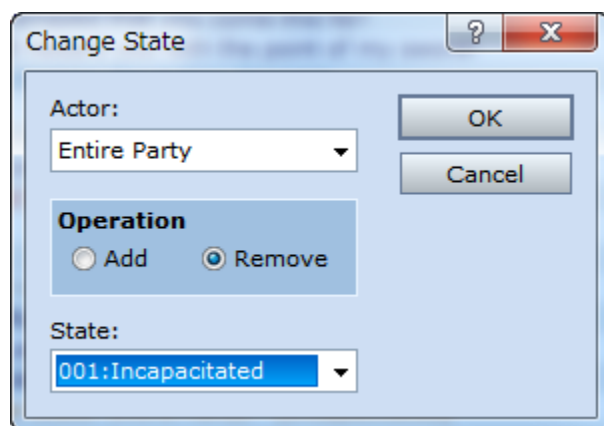 Change State
?
X
Actor:
OK
Entire Party
Cancel
Operation
Add
Remove
State:
001:Incapacitated